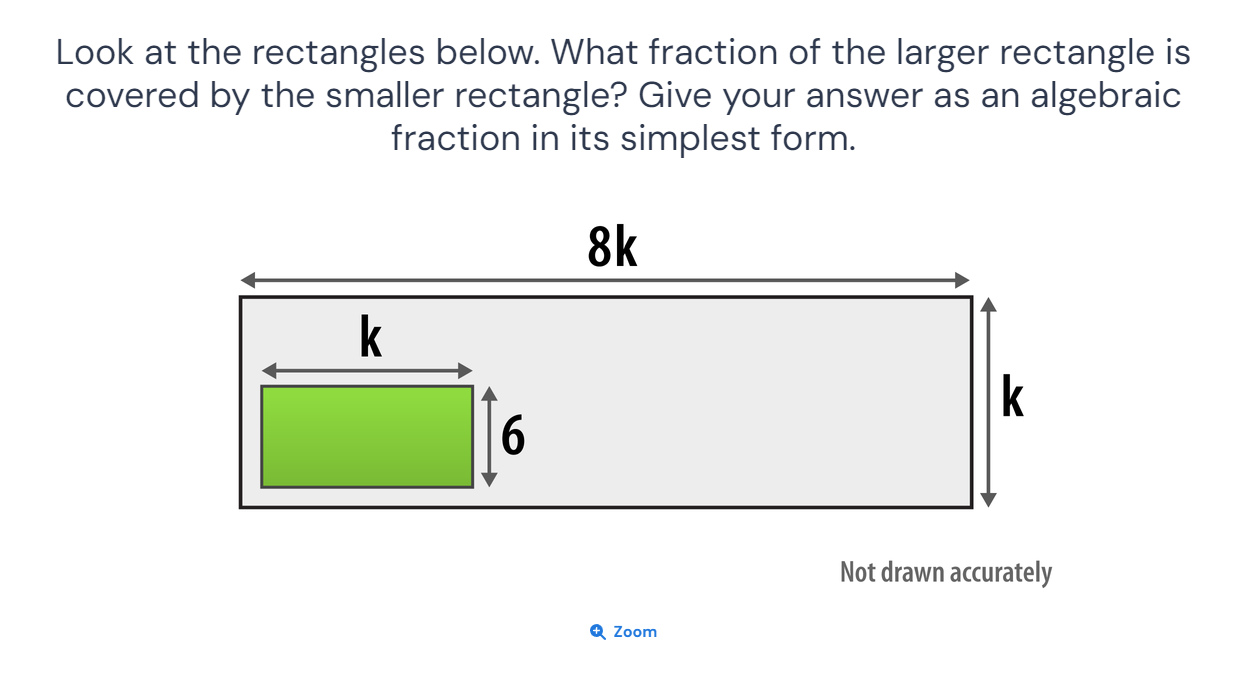 Look at the rectangles below. What fraction of the larger rectangle is
covered by the smaller rectangle? Give your answer as an algebraic
fraction in its simplest form.
8k
k
6
k
Not drawn accurately
Zoom